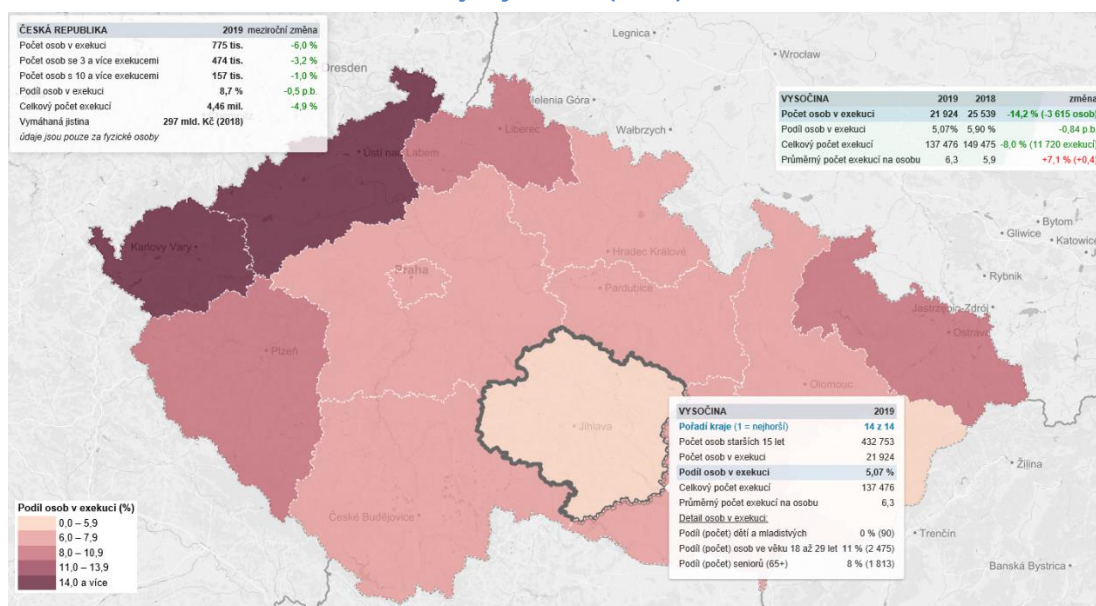 ČESKÁ REPUBLIKA 2019 meziroční změna
Počet osob v exekuci 775 tis. -6,0 %
Počet osob se 3 a více exekucemi 474 tis. -3,2 %
Počet osob s 10 a více exekucemi 157 tis. -1,0 %
Podíl osob v exekuci 8,7 % -0,5 p.b.
Celkový počet exekucí 4,46 mil. -4,9 %
Vymáhaná jistina 297 mld. Kč (2018)
údaje jsou pouze za fyzické osoby
Legnica
Wrocław
Dresden
Jelenia Góra
Wałbrzych
VYSOČINA 2019 2018 změna
Počet osob v exekuci 21 924 25 539 -14,2 % (-3 615 osob)
Podíl osob v exekuci 5,07% 5,90 % -0,84 p.b
Celkový počet exekucí 137 476 149 475 -8,0 % (11 720 exekucí)
Průměrný počet exekucí na osobu 6,3 5,9 +7,1 % (+0,4)
Liberec
Ústí nad Labem
Karlovy Vary
Hradec Králové
Praha
Pardubice
Bytom
Gliwice
Katowice
Rybnik
Jastrzębie-Zdrój
Ostrava
Plzeň
Olomouc
Jihlava
VYSOČINA 2019
Pořadí kraje (1 = nejhorší) 14 z 14
Počet osob starších 15 let 432 753
Počet osob v exekuci 21 924
Podíl osob v exekuci 5,07 %
Celkový počet exekucí 137 476
Průměrný počet exekucí na osobu 6,3
Detail osob v exekuci:
Podíl (počet) dětí a mladistvých 0 % (90)
Podíl (počet) osob ve věku 18 až 29 let 11 % (2 475)
Podíl (počet) seniorů (65+) 8 % (1 813)
Žilina
Trenčín
Banská Bystrica
České Budějovice
Podíl osob v exekuci (%)
0,0 – 5,9
6,0 – 7,9
8,0 – 10,9
11,0 – 13,9
14,0 a více